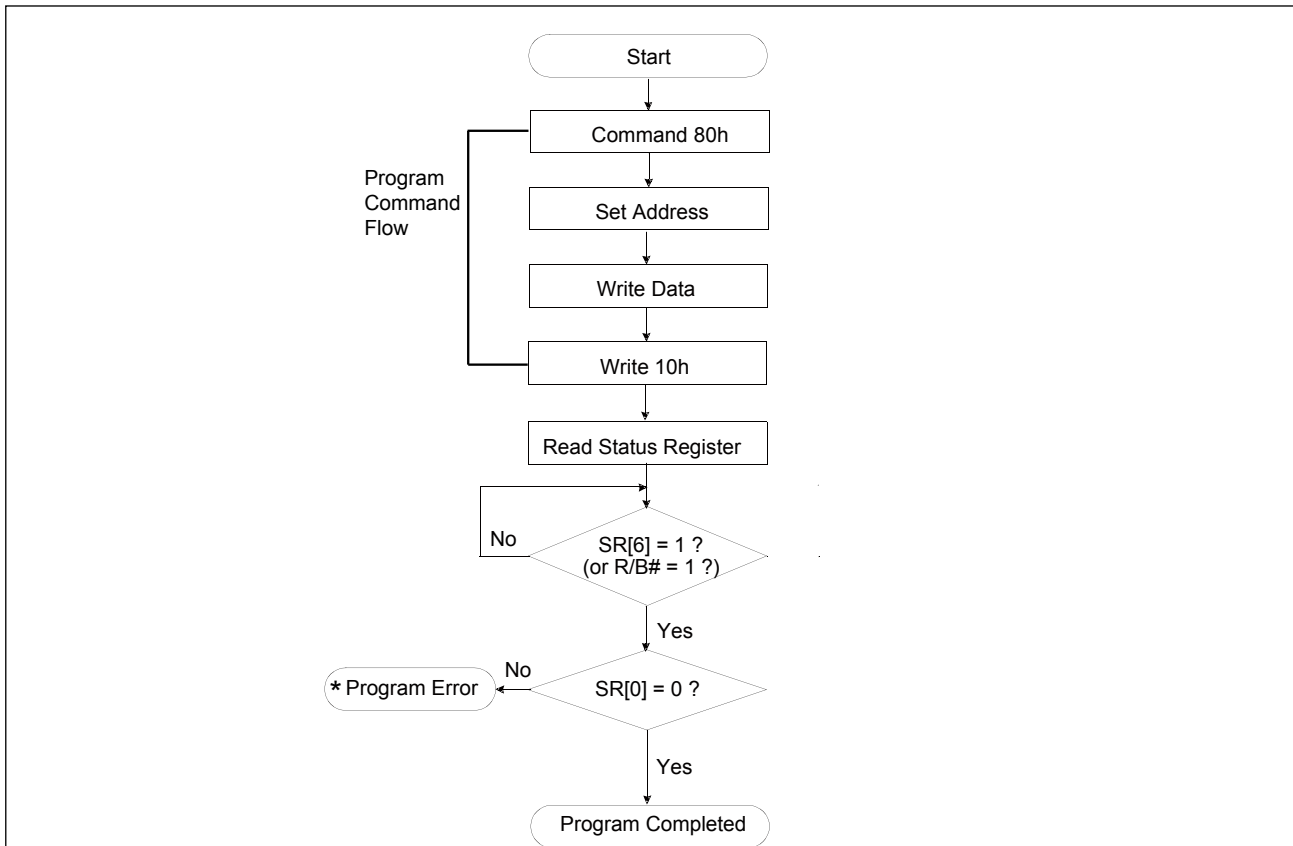 Start
Command 80h
Program
Command
Flow
Set Address
Write Data
Write 10h
Read Status Register
No
SR[6] = 1 ?
(or R/B# = 1 ?)
Yes
No
* Program Error
SR[0] = 0 ?
Yes
Program Completed